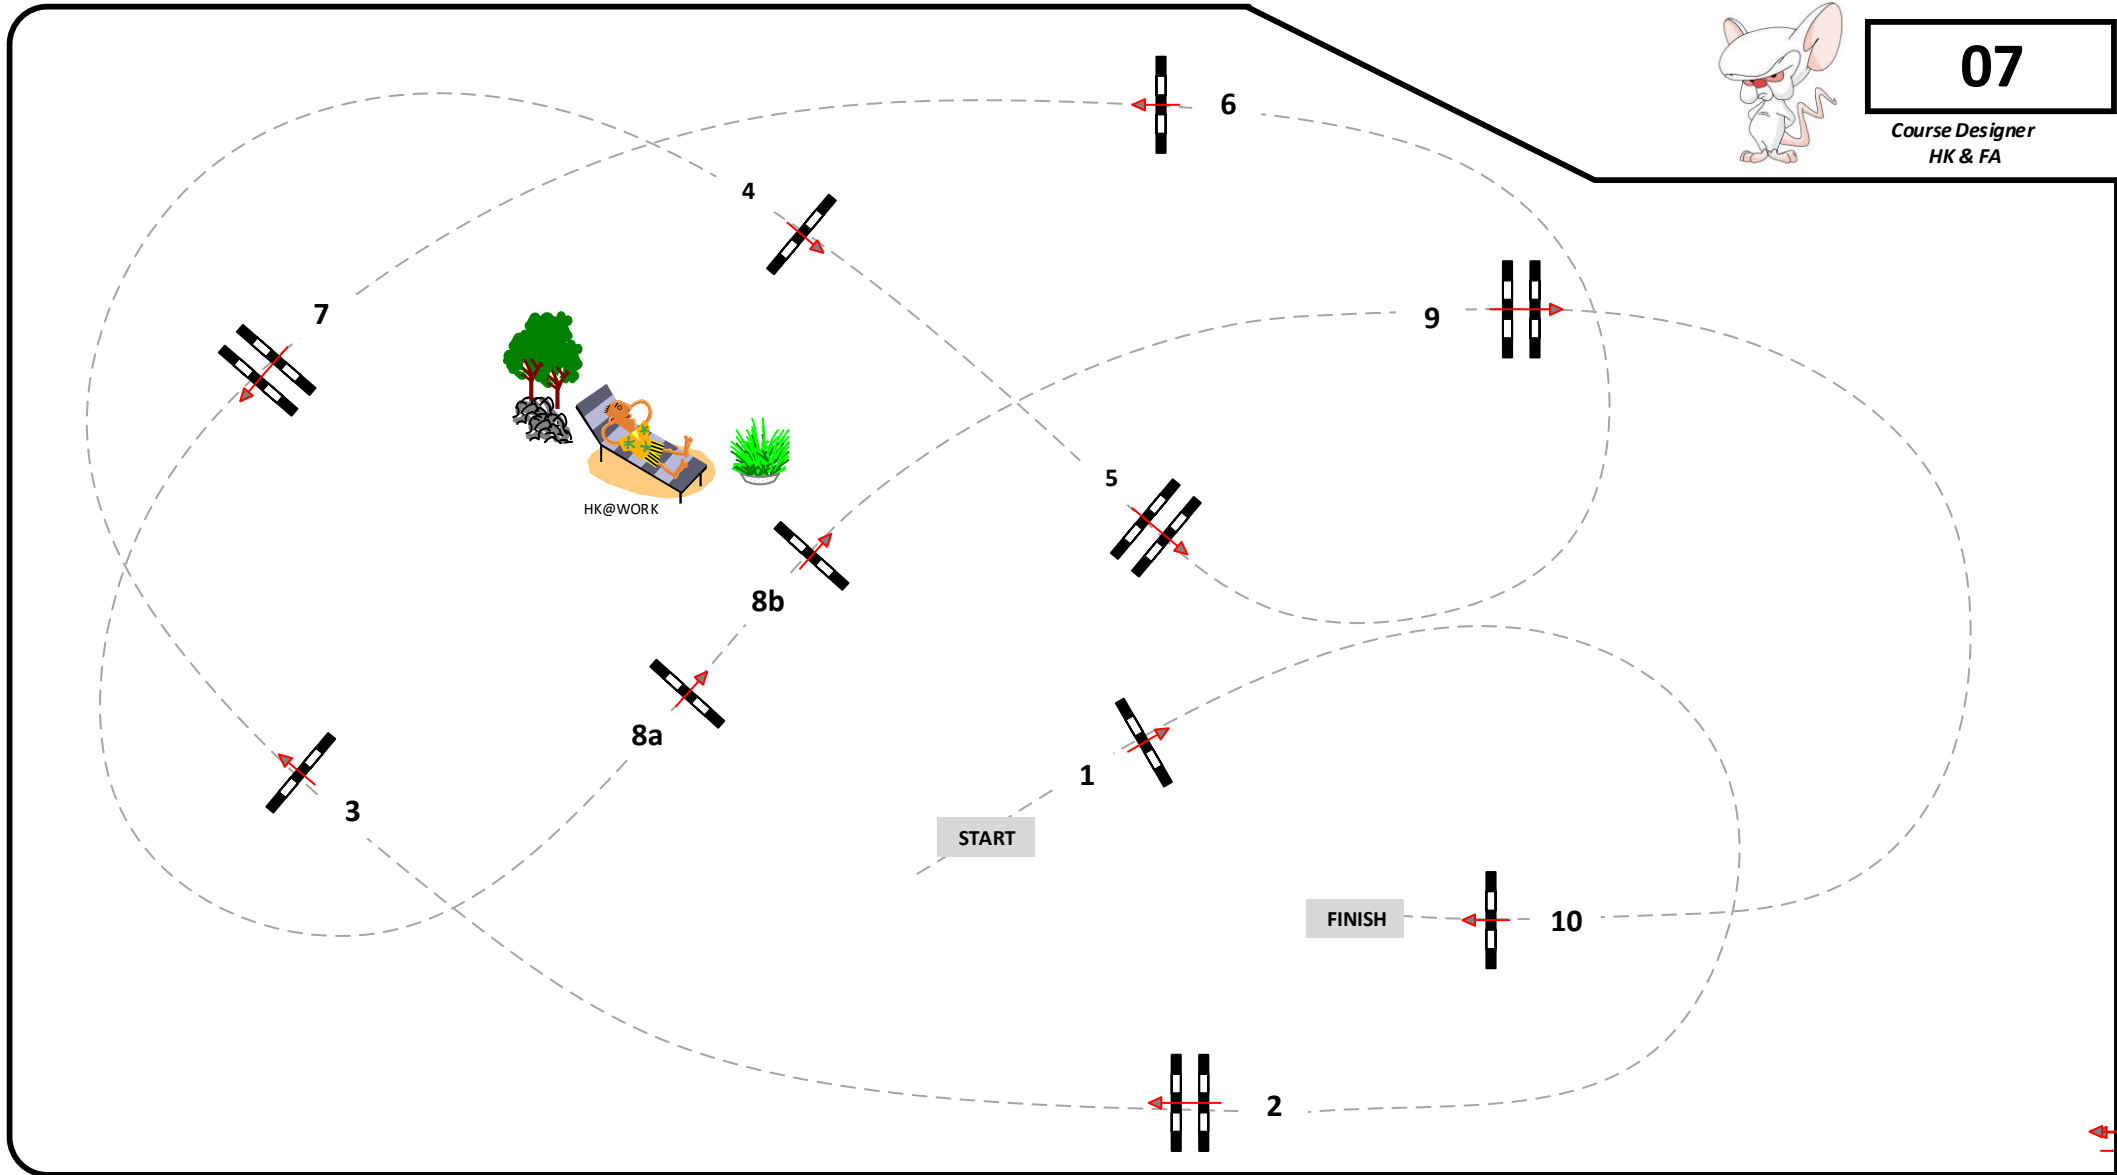 07
Course Designer
HK & FA
6
4
7
9
5
HK@WORK
8b
8a
1
3
START
FINISH
10
2